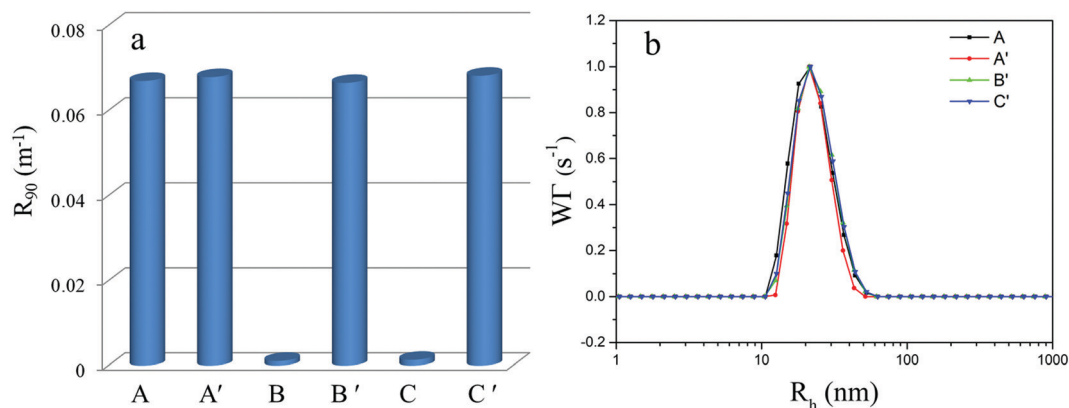 a
0.08
0.06
0.04
0.02
0
R90 (m-1)
A A′ B B′ C C′
b
1.2
1.0
0.8
0.6
0.4
0.2
0.0
-0.2
WΓ (s-1)
A
A'
B'
C'
1 10 100 1000
Rh (nm)